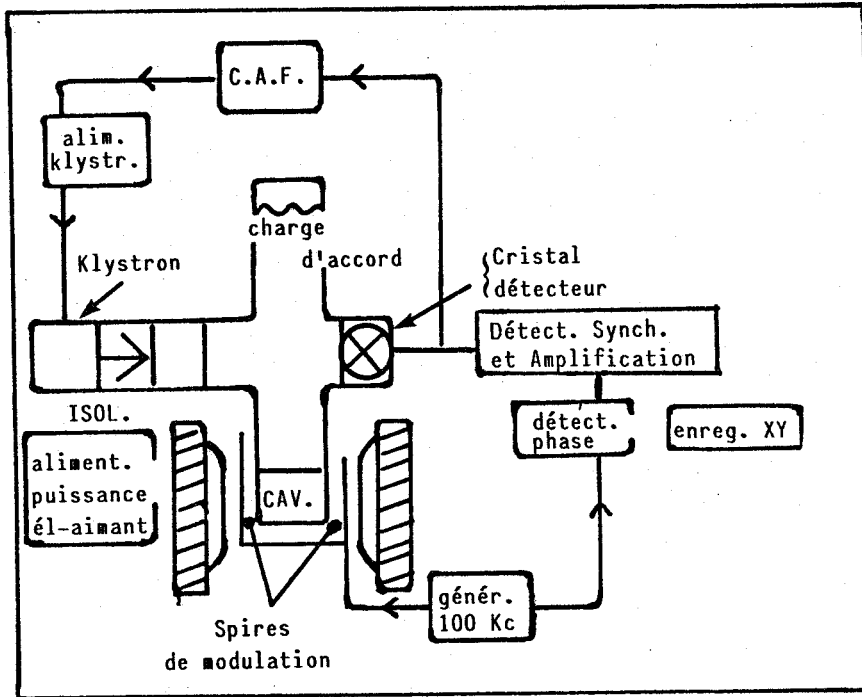 C.A.F.
alim.
klystr.
charge
d'accord
Klystron
Cristal
détecteur
Détect. Synch.
et Amplification
ISOL.
détect.
phase
enreg. XY
aliment.
puissance
él-aimant
CAV.
génér.
100 Kc
Spires
de modulation